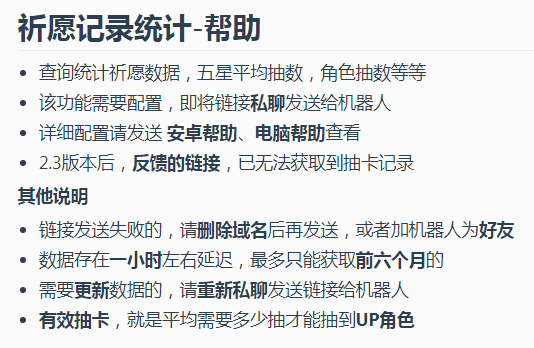 祈愿记录统计-帮助
查询统计祈愿数据，五星平均抽数，角色抽数等等
该功能需要配置，即将链接私聊发送给机器人
详细配置请发送 安卓帮助、电脑帮助查看
2.3版本后，反馈的链接，已无法获取到抽卡记录
其他说明
链接发送失败的，请删除域名后再发送，或者加机器人为好友
数据存在一小时左右延迟，最多只能获取前六个月的
需要更新数据的，请重新私聊发送链接给机器人
有效抽卡，就是平均需要多少抽才能抽到UP角色